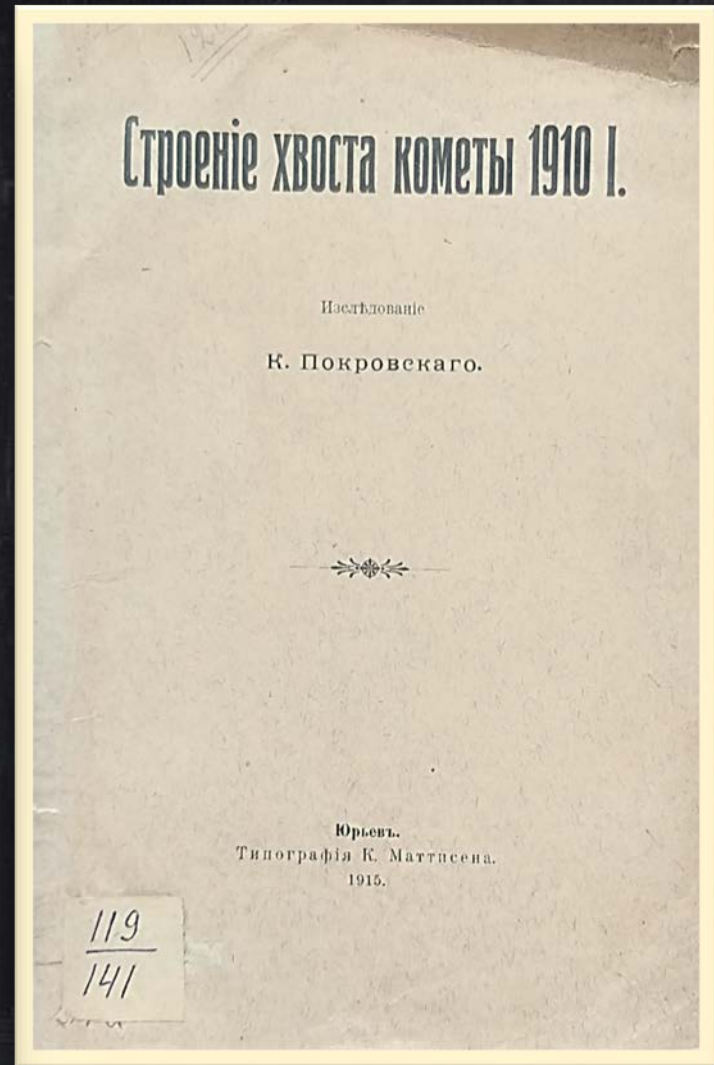 Строеніе хвоста кометы 1910 I.
Изслѣдованіе
К. Покровскаго.
Юрьевъ.
Типографія К. Маттисена.
1915.
119
141